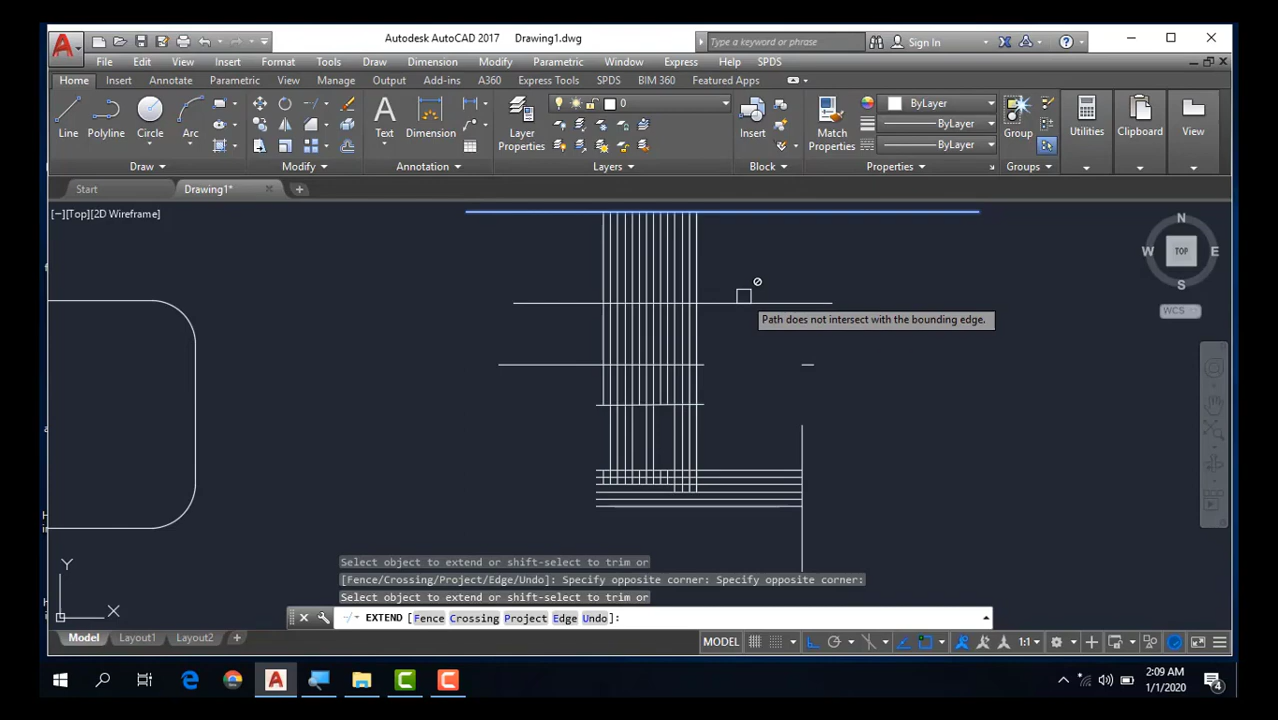 Autodesk AutoCAD 2017 Drawing1.dwg
Type a keyword or phrase
Sign In
File Edit View Insert Format Tools Draw Dimension Modify Parametric Window Express Help SPDS
Home Insert Annotate Parametric View Manage Output Add-ins A360 Express Tools SPDS BIM 360 Featured Apps
0
ByLayer
ByLayer
ByLayer
Line Polyline Circle Arc Text Dimension Layer Properties Insert Match Properties Group Utilities Clipboard View
Draw Modify Annotation Layers Block Properties Groups
Start Drawing1*
[−][Top][2D Wireframe]
N
W TOP E
S
WCS
Path does not intersect with the bounding edge.
Y
X
Select object to extend or shift-select to trim or
[Fence/Crossing/Project/Edge/Undo]: Specify opposite corner: Specify opposite corner:
Select object to extend or shift-select to trim or
EXTEND [Fence Crossing Project Edge Undo]:
Model Layout1 Layout2
MODEL 1:1
2:09 AM
1/1/2020
4